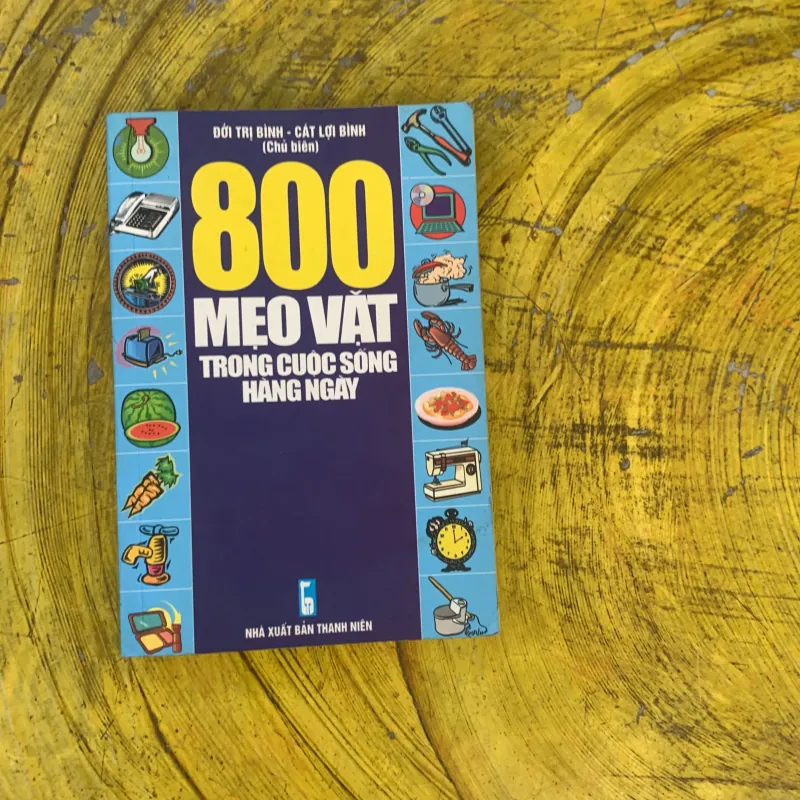 ĐỚI TRỊ BÌNH - CÁT LỢI BÌNH
(Chủ biên)
800
MẸO VẶT
TRONG CUỘC SỐNG
HÀNG NGÀY
NHÀ XUẤT BẢN THANH NIÊN